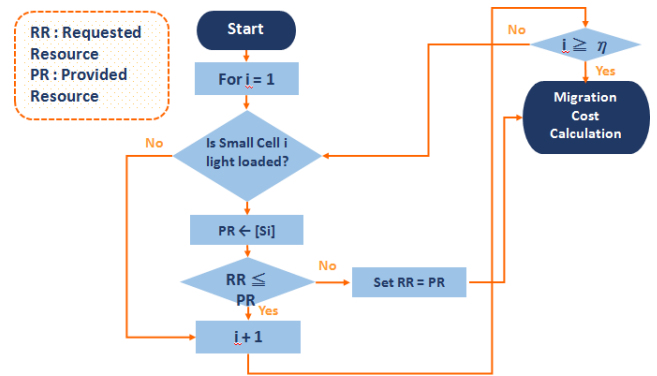 RR : Requested
Resource
PR : Provided
Resource
Start
For i = 1
Is Small Cell i
light loaded?
No
PR ← [Si]
RR ≦
PR
No
Set RR = PR
Yes
i + 1
No
i ≧ η
Yes
Migration
Cost
Calculation